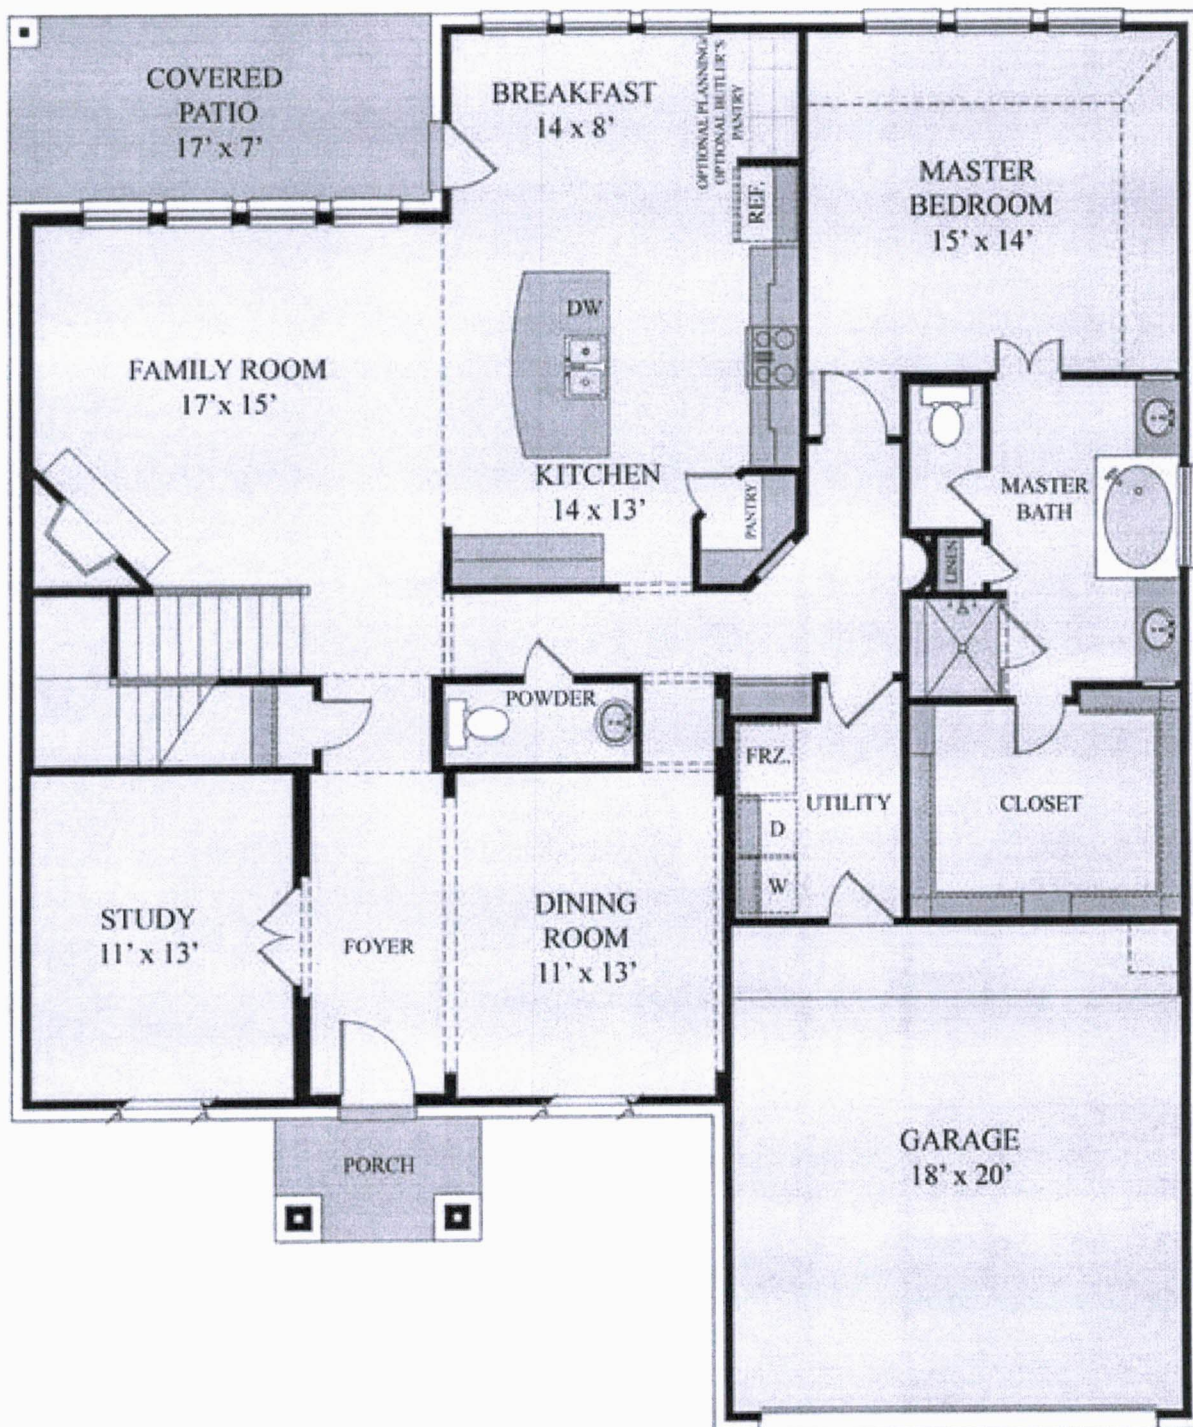 COVERED
PATIO
17' x 7'
BREAKFAST
14 x 8'
OPTIONAL PLANNING/
OPTIONAL BUTLER'S
PANTRY
MASTER
BEDROOM
15' x 14'
REF.
DW
FAMILY ROOM
17' x 15'
KITCHEN
14 x 13'
PANTRY
MASTER
BATH
LINEN
POWDER
FRZ.
UTILITY
D
W
CLOSET
STUDY
11' x 13'
FOYER
DINING
ROOM
11' x 13'
PORCH
GARAGE
18' x 20'